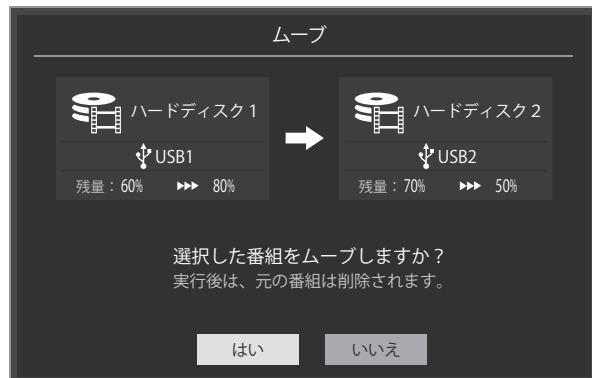 ムーブ
ハードディスク1
ハードディスク2
USB1
USB2
残量：60% ▸▸▸ 80%
残量：70% ▸▸▸ 50%
選択した番組をムーブしますか？
実行後は、元の番組は削除されます。
はい
いいえ